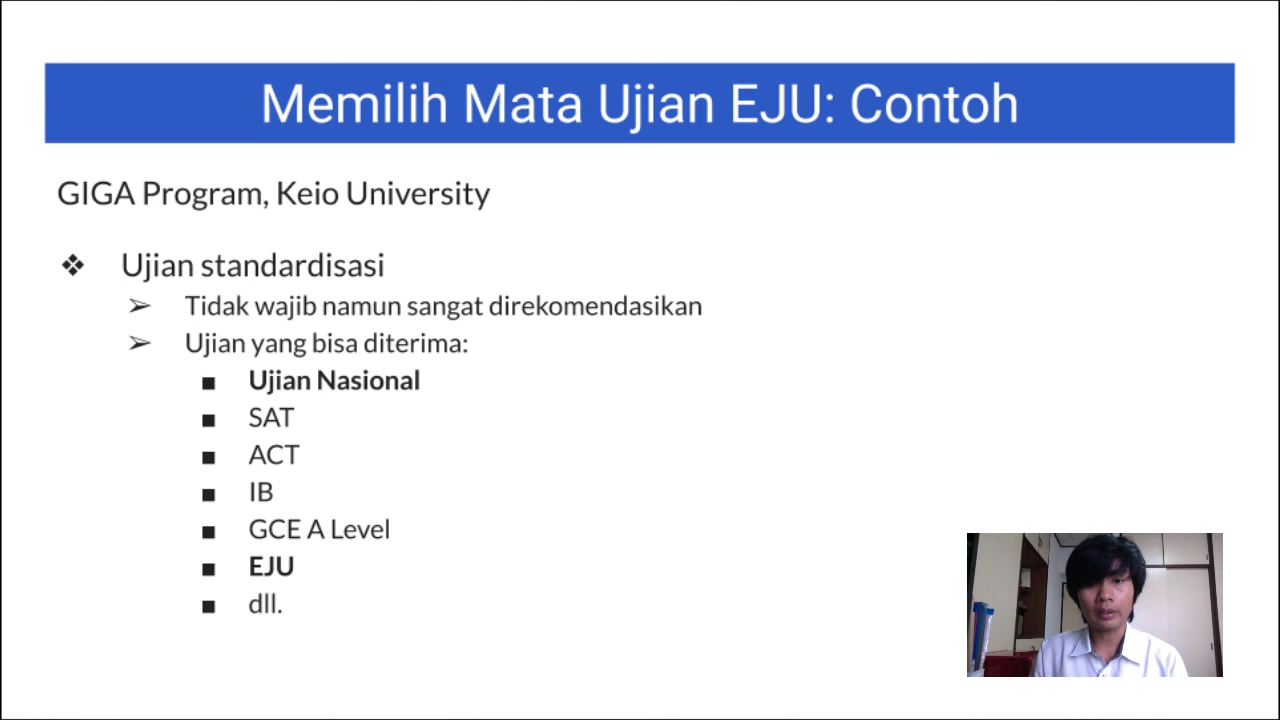 Memilih Mata Ujian EJU: Contoh
GIGA Program, Keio University
❖ Ujian standardisasi
➢ Tidak wajib namun sangat direkomendasikan
➢ Ujian yang bisa diterima:
■ Ujian Nasional
■ SAT
■ ACT
■ IB
■ GCE A Level
■ EJU
■ dll.